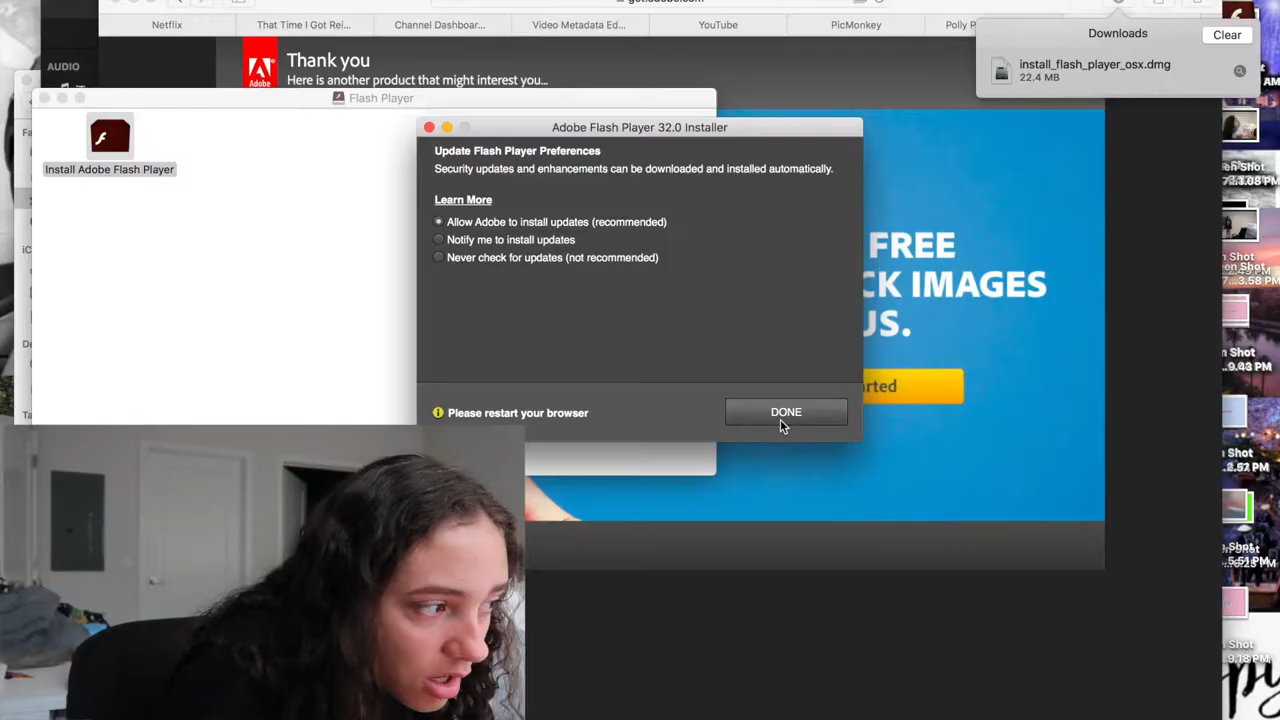 Netflix
That Time I Got Rei...
Channel Dashboar...
Video Metadata Ed...
YouTube
PicMonkey
Downloads
Clear
install_flash_player_osx.dmg
22.4 MB
AUDIO
Adobe
Thank you
Here is another product that might interest you...
Flash Player
Install Adobe Flash Player
Adobe Flash Player 32.0 Installer
Update Flash Player Preferences
Security updates and enhancements can be downloaded and installed automatically.
Learn More
Allow Adobe to install updates (recommended)
Notify me to install updates
Never check for updates (not recommended)
Please restart your browser
DONE
FREE
CK IMAGES
US.
arted